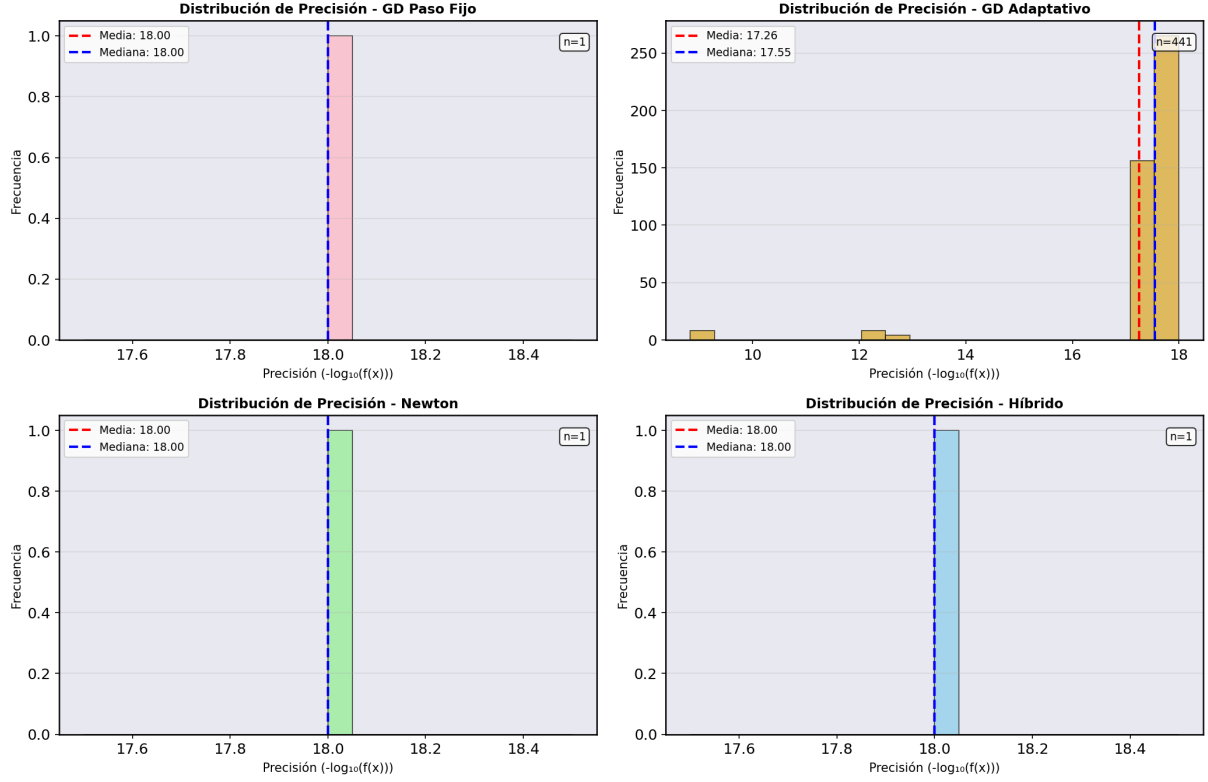 Distribución de Precisión - GD Paso Fijo
Media: 18.00
Mediana: 18.00
n=1
Frecuencia
1.0
0.8
0.6
0.4
0.2
0.0
17.6 17.8 18.0 18.2 18.4
Precisión (-log₁₀(f(x)))
Distribución de Precisión - GD Adaptativo
Media: 17.26
Mediana: 17.55
n=441
Frecuencia
250
200
150
100
50
0
10 12 14 16 18
Precisión (-log₁₀(f(x)))
Distribución de Precisión - Newton
Media: 18.00
Mediana: 18.00
n=1
Frecuencia
1.0
0.8
0.6
0.4
0.2
0.0
17.6 17.8 18.0 18.2 18.4
Precisión (-log₁₀(f(x)))
Distribución de Precisión - Híbrido
Media: 18.00
Mediana: 18.00
n=1
Frecuencia
1.0
0.8
0.6
0.4
0.2
0.0
17.6 17.8 18.0 18.2 18.4
Precisión (-log₁₀(f(x)))